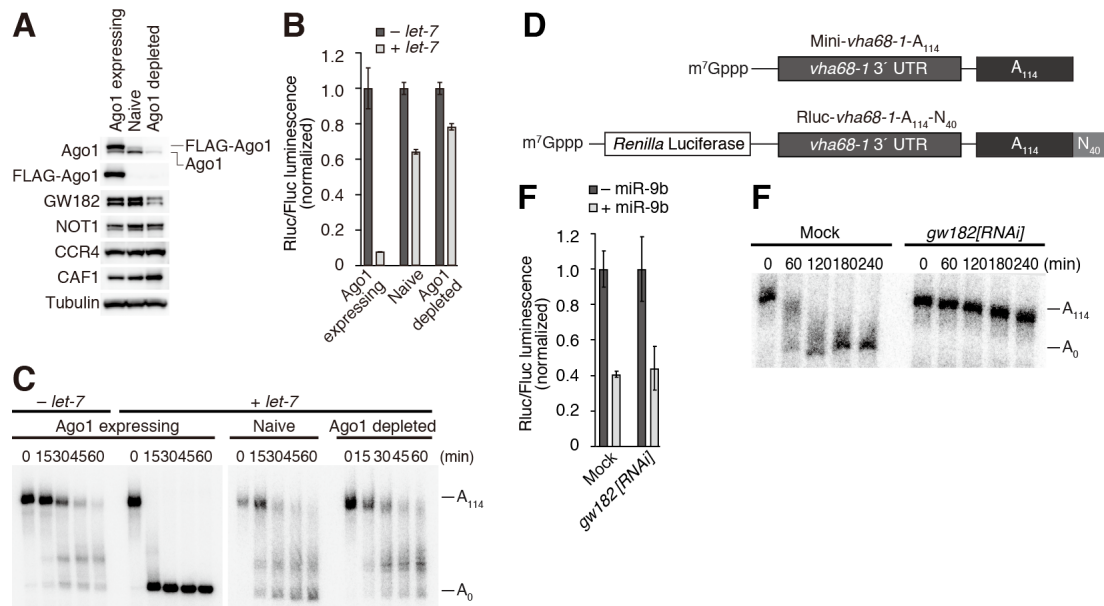 A
Ago1 expressing
Naive
Ago1 depleted
Ago1
FLAG-Ago1
Ago1
FLAG-Ago1
GW182
NOT1
CCR4
CAF1
Tubulin
B
– let-7
+ let-7
Rluc/Fluc luminescence
(normalized)
1.2
1.0
0.8
0.6
0.4
0.2
0
Ago1
expressing
Naive
Ago1
depleted
C
– let-7 + let-7
Ago1 expressing Naive Ago1 depleted
0 15 30 45 60 0 15 30 45 60 0 15 30 45 60 0 15 30 45 60 (min)
A114
A0
D
Mini-vha68-1-A114
m7Gppp vha68-1 3´ UTR A114
Rluc-vha68-1-A114-N40
m7Gppp Renilla Luciferase vha68-1 3´ UTR A114 N40
F
– miR-9b
+ miR-9b
Rluc/Fluc luminescence
(normalized)
1.2
1.0
0.8
0.6
0.4
0.2
0
Mock
gw182 [RNAi]
F
Mock gw182[RNAi]
0 60 120 180 240 0 60 120 180 240 (min)
A114
A0